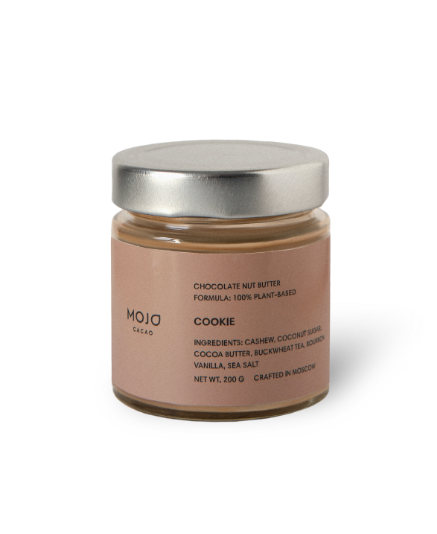 CHOCOLATE NUT BUTTER
FORMULA: 100% PLANT-BASED
MOJO
CACAO
COOKIE
INGREDIENTS: CASHEW, COCONUT SUGAR,
COCOA BUTTER, BUCKWHEAT TEA, BOURBON
VANILLA, SEA SALT
NET WT. 200 G CRAFTED IN MOSCOW